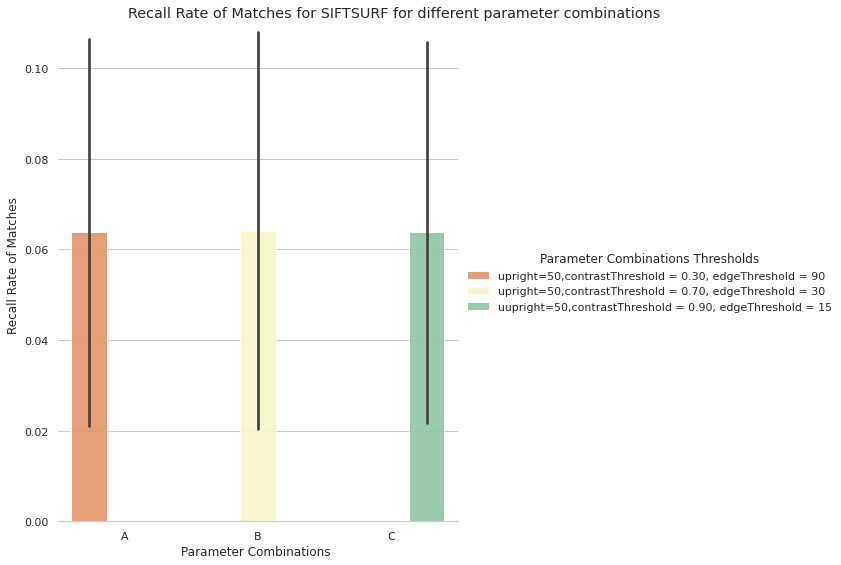 Recall Rate of Matches for SIFTSURF for different parameter combinations
0.10
0.08
0.06
0.04
0.02
0.00
Recall Rate of Matches
A
B
C
Parameter Combinations
Parameter Combinations Thresholds
upright=50,contrastThreshold = 0.30, edgeThreshold = 90
upright=50,contrastThreshold = 0.70, edgeThreshold = 30
uupright=50,contrastThreshold = 0.90, edgeThreshold = 15